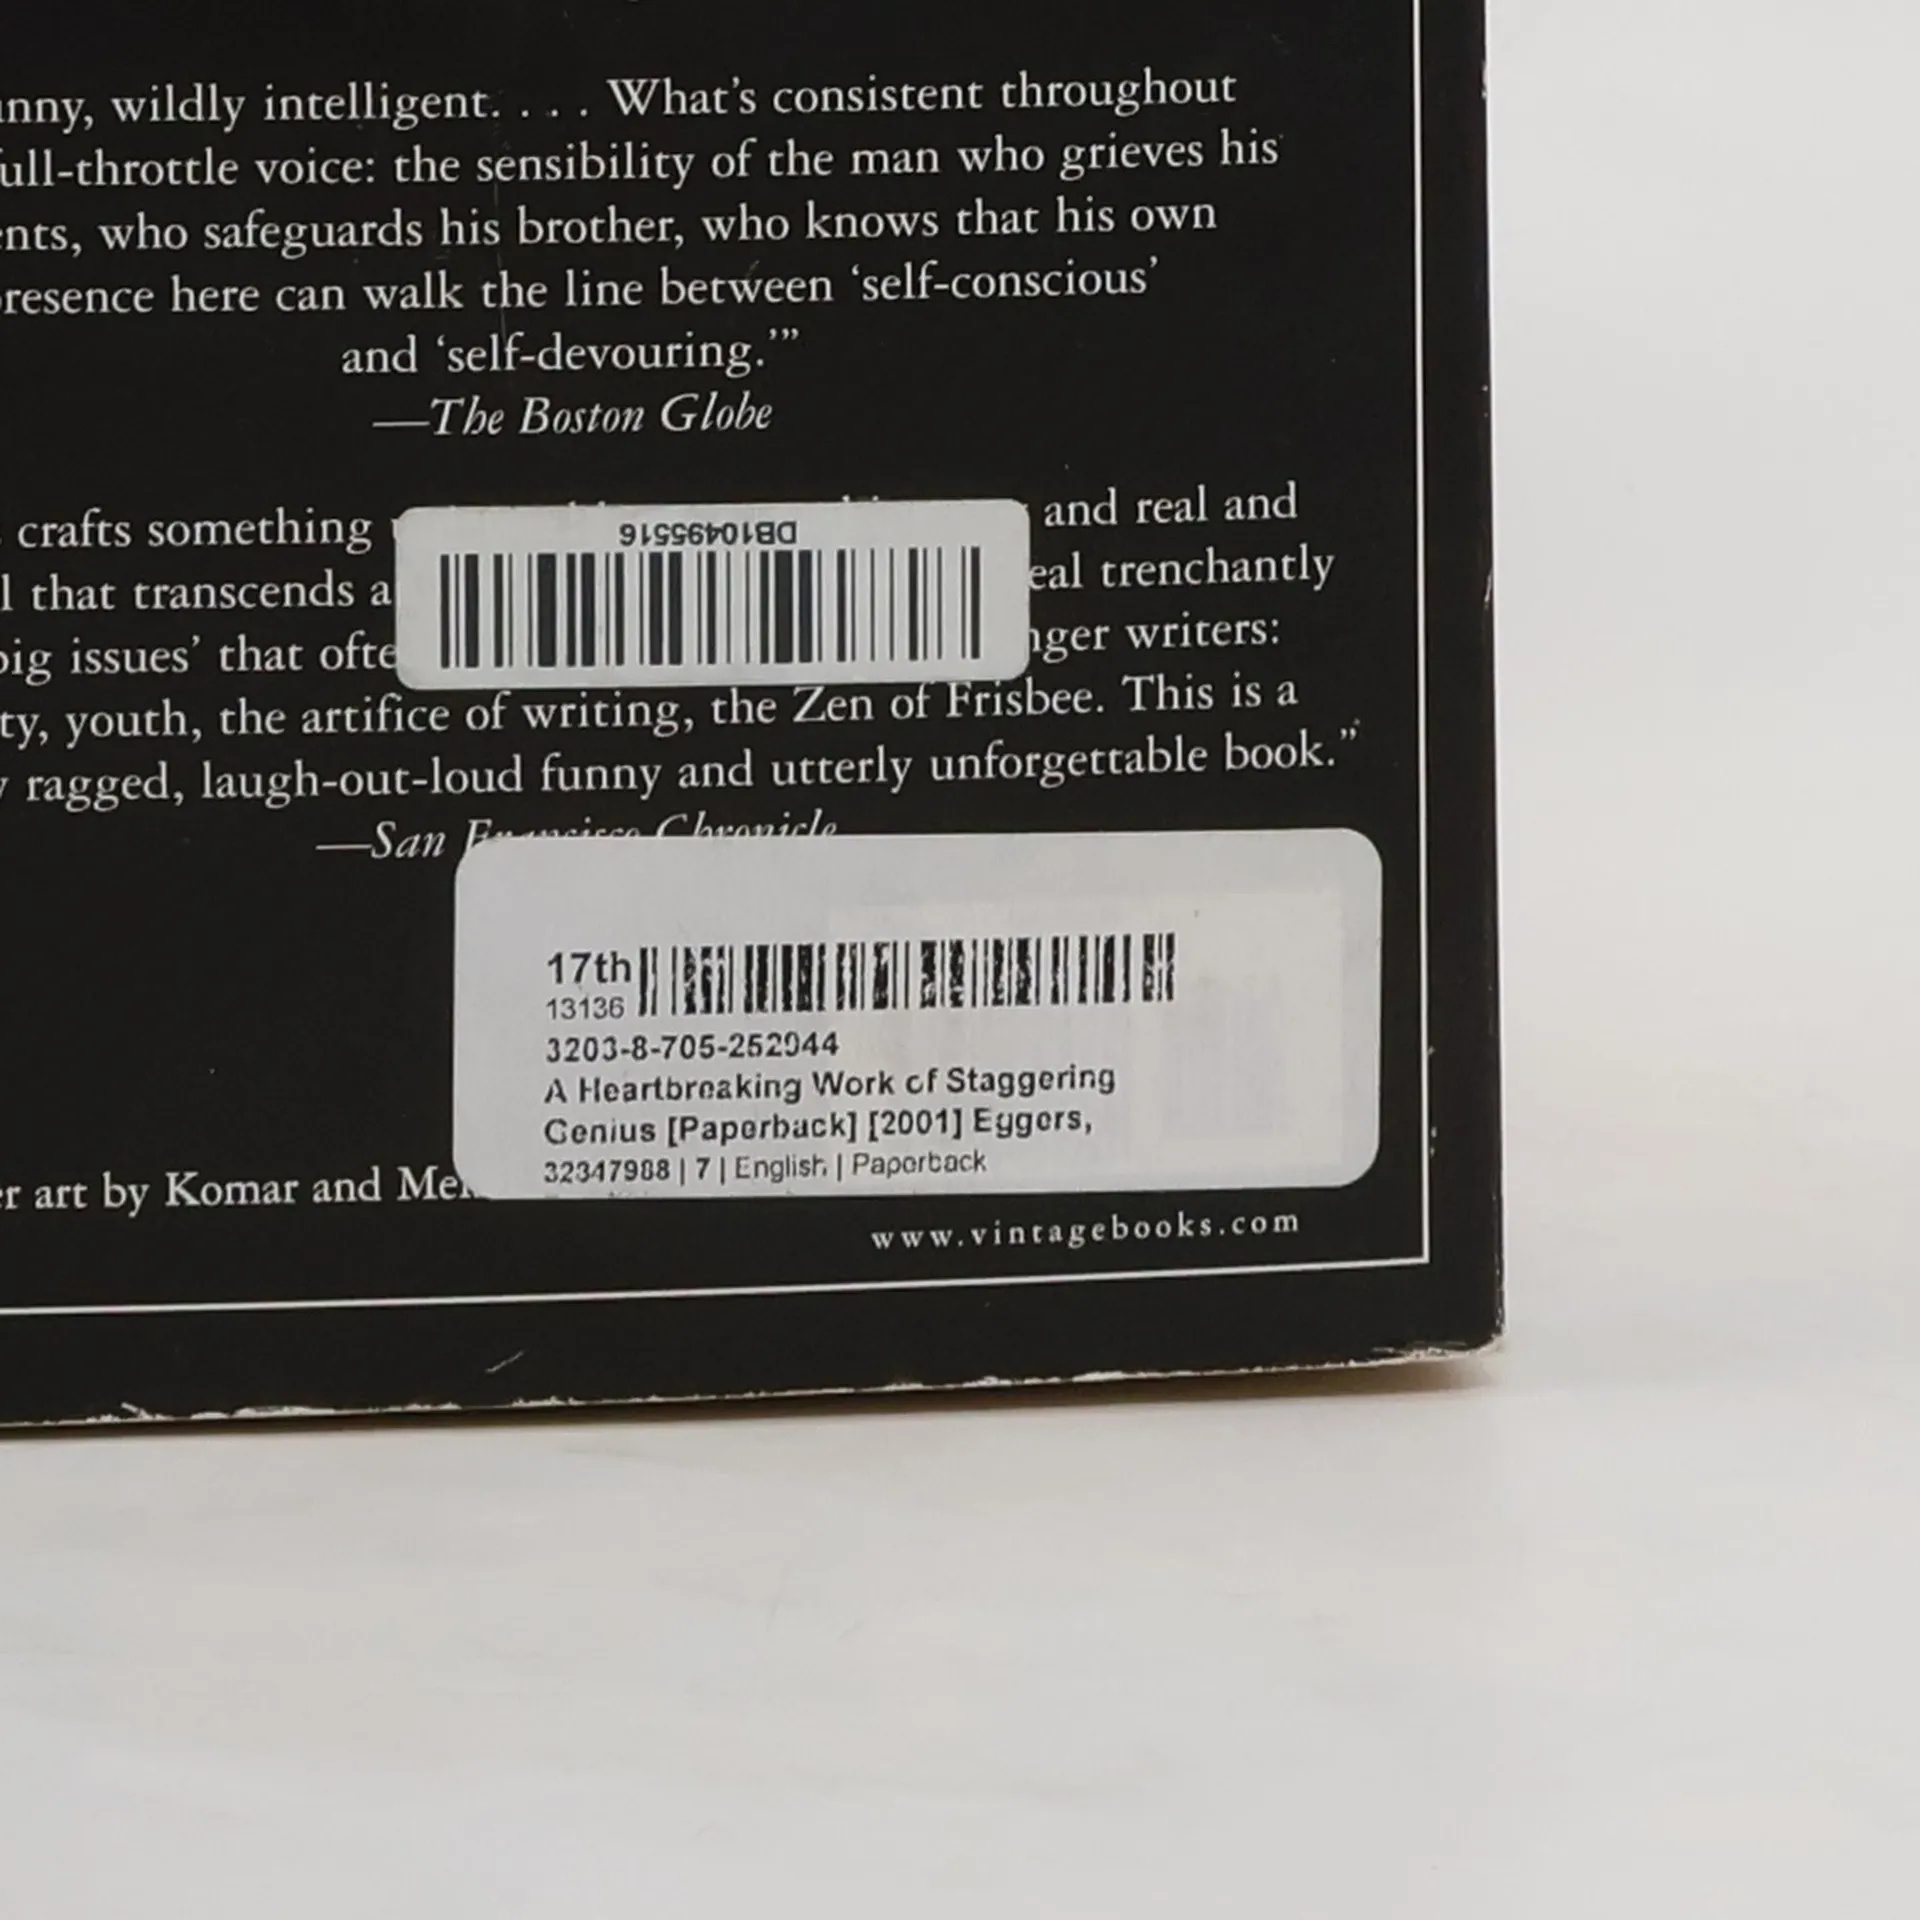 nny, wildly intelligent. . . . What's consistent throughout
ull-throttle voice: the sensibility of the man who grieves his
nts, who safeguards his brother, who knows that his own
resence here can walk the line between ‘self-conscious’
and ‘self-devouring.’”
—The Boston Globe
crafts something and real and
l that transcends a eal trenchantly
ig issues’ that ofte nger writers:
ty, youth, the artifice of writing, the Zen of Frisbee. This is a
y ragged, laugh-out-loud funny and utterly unforgettable book.”
—San Francisco Chronicle
DB10495516
17th
13136
3203-8-705-252944
A Heartbreaking Work of Staggering
Genius [Paperback] [2001] Eggers,
32347988 | 7 | English | Paperback
r art by Komar and Mel
www.vintagebooks.com